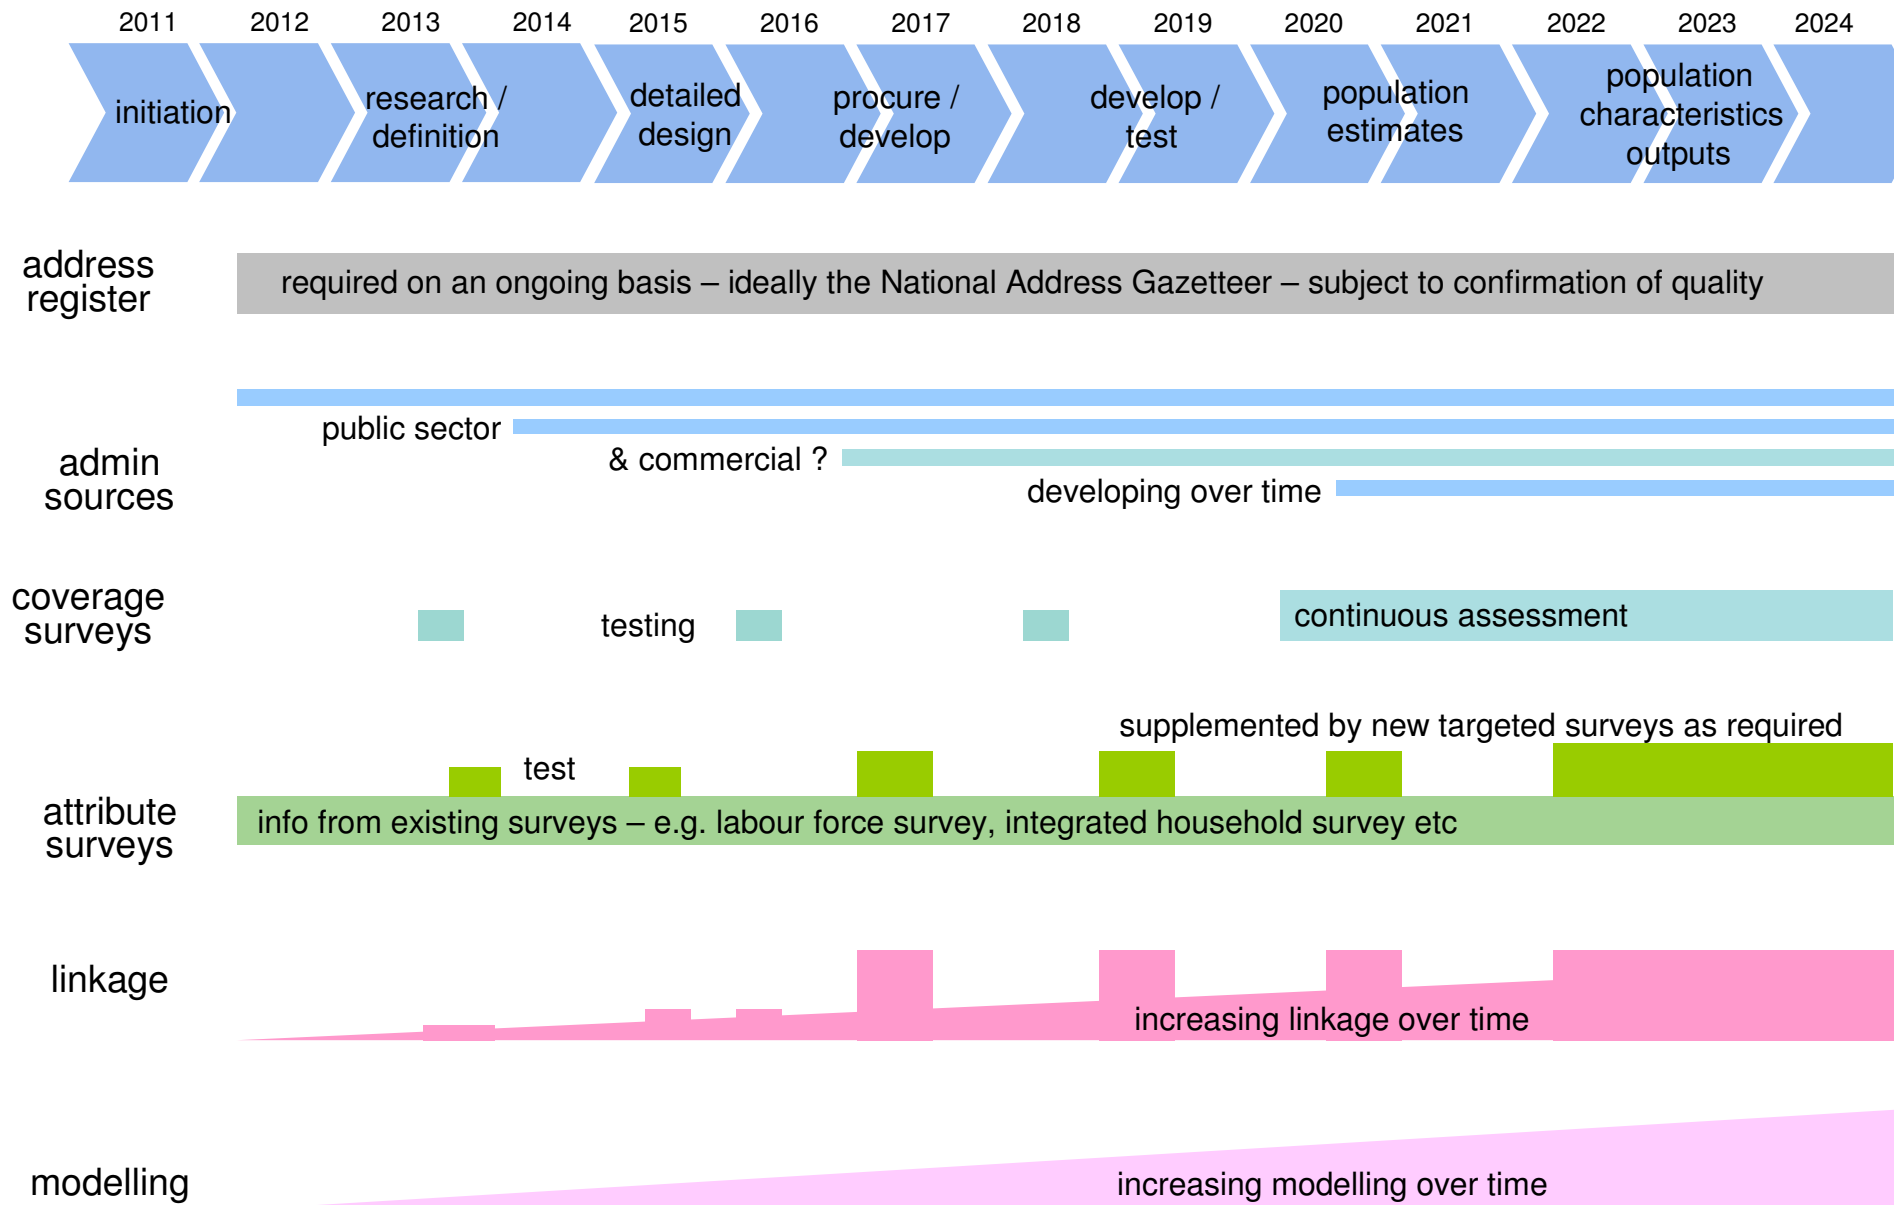 2011 2012 2013 2014 2015 2016 2017 2018 2019 2020 2021 2022 2023 2024
initiation
research /
definition
detailed
design
procure /
develop
develop /
test
population
estimates
population
characteristics
outputs
address
register
required on an ongoing basis – ideally the National Address Gazetteer – subject to confirmation of quality
admin
sources
public sector
& commercial ?
developing over time
coverage
surveys
testing
continuous assessment
supplemented by new targeted surveys as required
test
attribute
surveys
info from existing surveys – e.g. labour force survey, integrated household survey etc
linkage
increasing linkage over time
modelling
increasing modelling over time